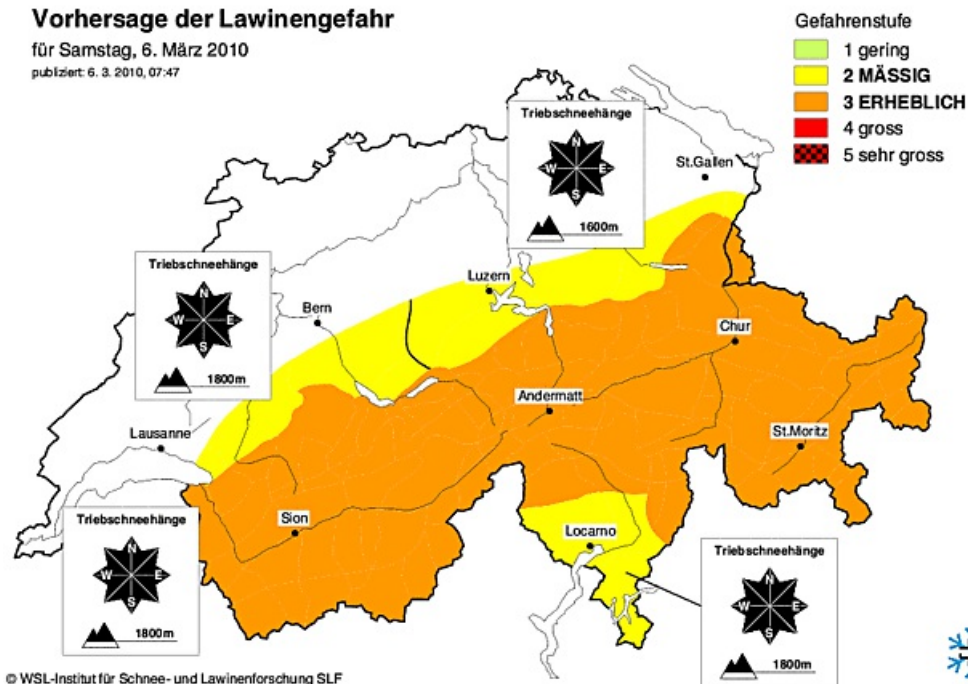 Vorhersage der Lawinengefahr
für Samstag, 6. März 2010
publiziert: 6. 3. 2010, 07:47
Gefahrenstufe
1 gering
2 MÄSSIG
3 ERHEBLICH
4 gross
5 sehr gross
Triebschneehänge
N
W E
S
1600m
St.Gallen
Triebschneehänge
N
W E
S
1800m
Luzern
Bern
Chur
Andermatt
Lausanne
St.Moritz
Sion
Locarno
Triebschneehänge
N
W E
S
1800m
Triebschneehänge
N
W E
S
1800m
© WSL-Institut für Schnee- und Lawinenforschung SLF